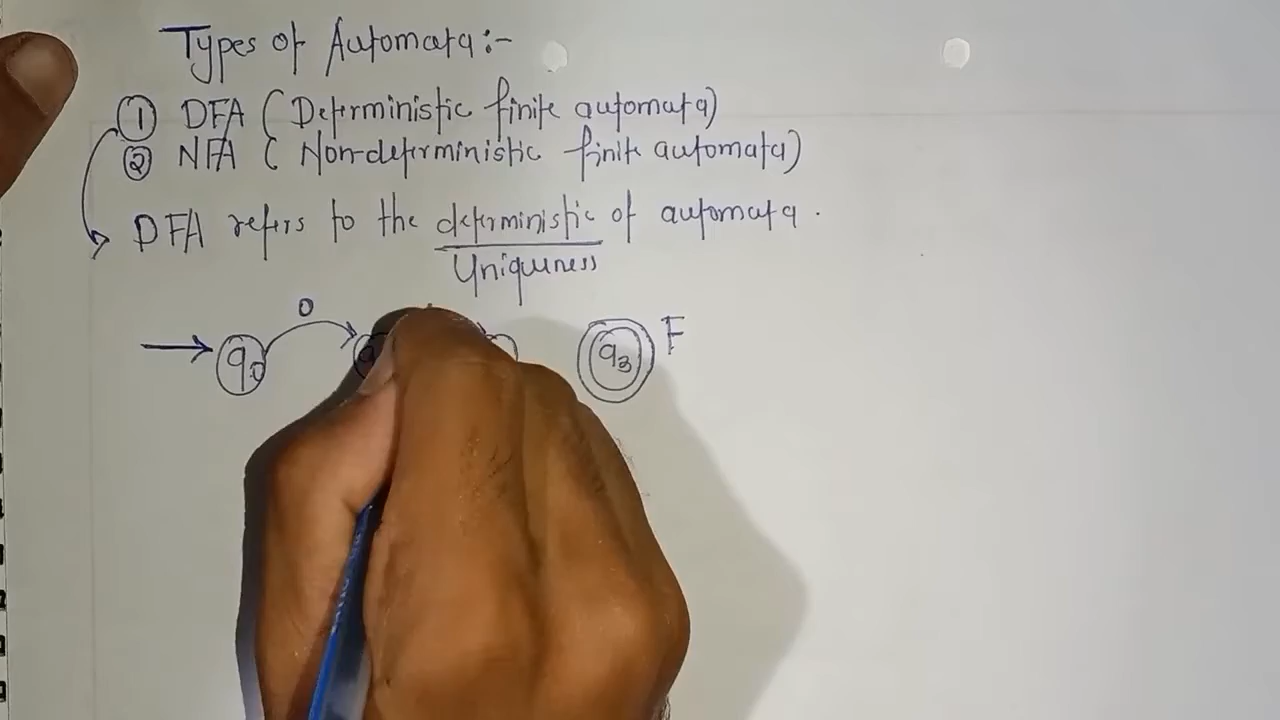 Types of Automata:-
① DFA ( Deterministic finite automata)
② NFA ( Non-deterministic finite automata)
DFA refers to the deterministic of automata.
Uniqueness
0
q0 q3 F